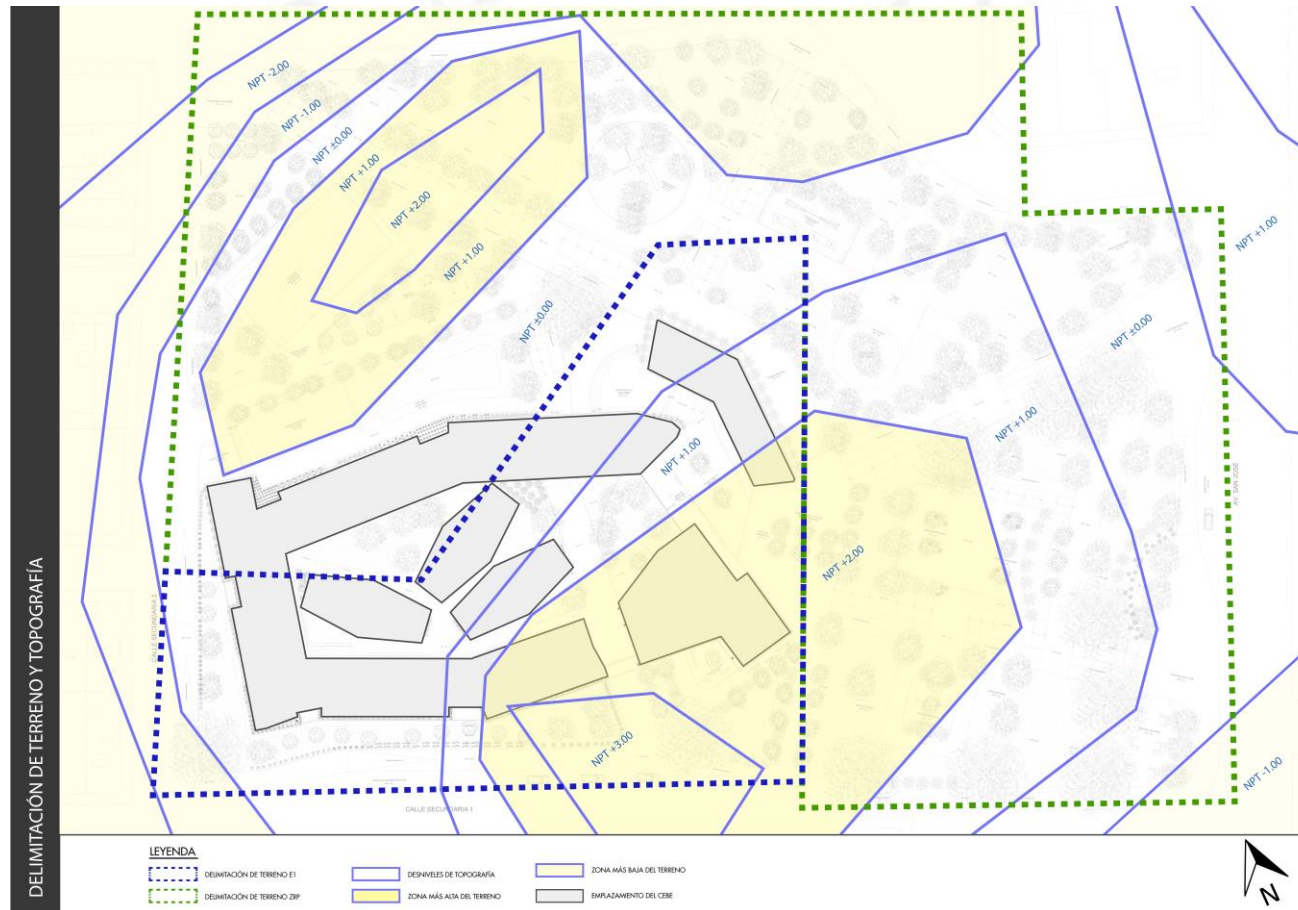 DELIMITACIÓN DE TERRENO Y TOPOGRAFÍA
NPT -2.00
NPT -1.00
NPT ±0.00
NPT +1.00
NPT +2.00
NPT +1.00
NPT ±0.00
NPT +1.00
NPT ±0.00
NPT +1.00
NPT +1.00
NPT +2.00
NPT +3.00
NPT -1.00
AV. SAN JOSE
CALLE SECUNDARIA 2
CALLE SECUNDARIA 1
LEYENDA
DELIMITACIÓN DE TERRENO E1
DESNIVELES DE TOPOGRAFÍA
ZONA MÁS BAJA DEL TERRENO
DELIMITACIÓN DE TERRENO ZRP
ZONA MÁS ALTA DEL TERRENO
EMPLAZAMIENTO DEL CEBE
N